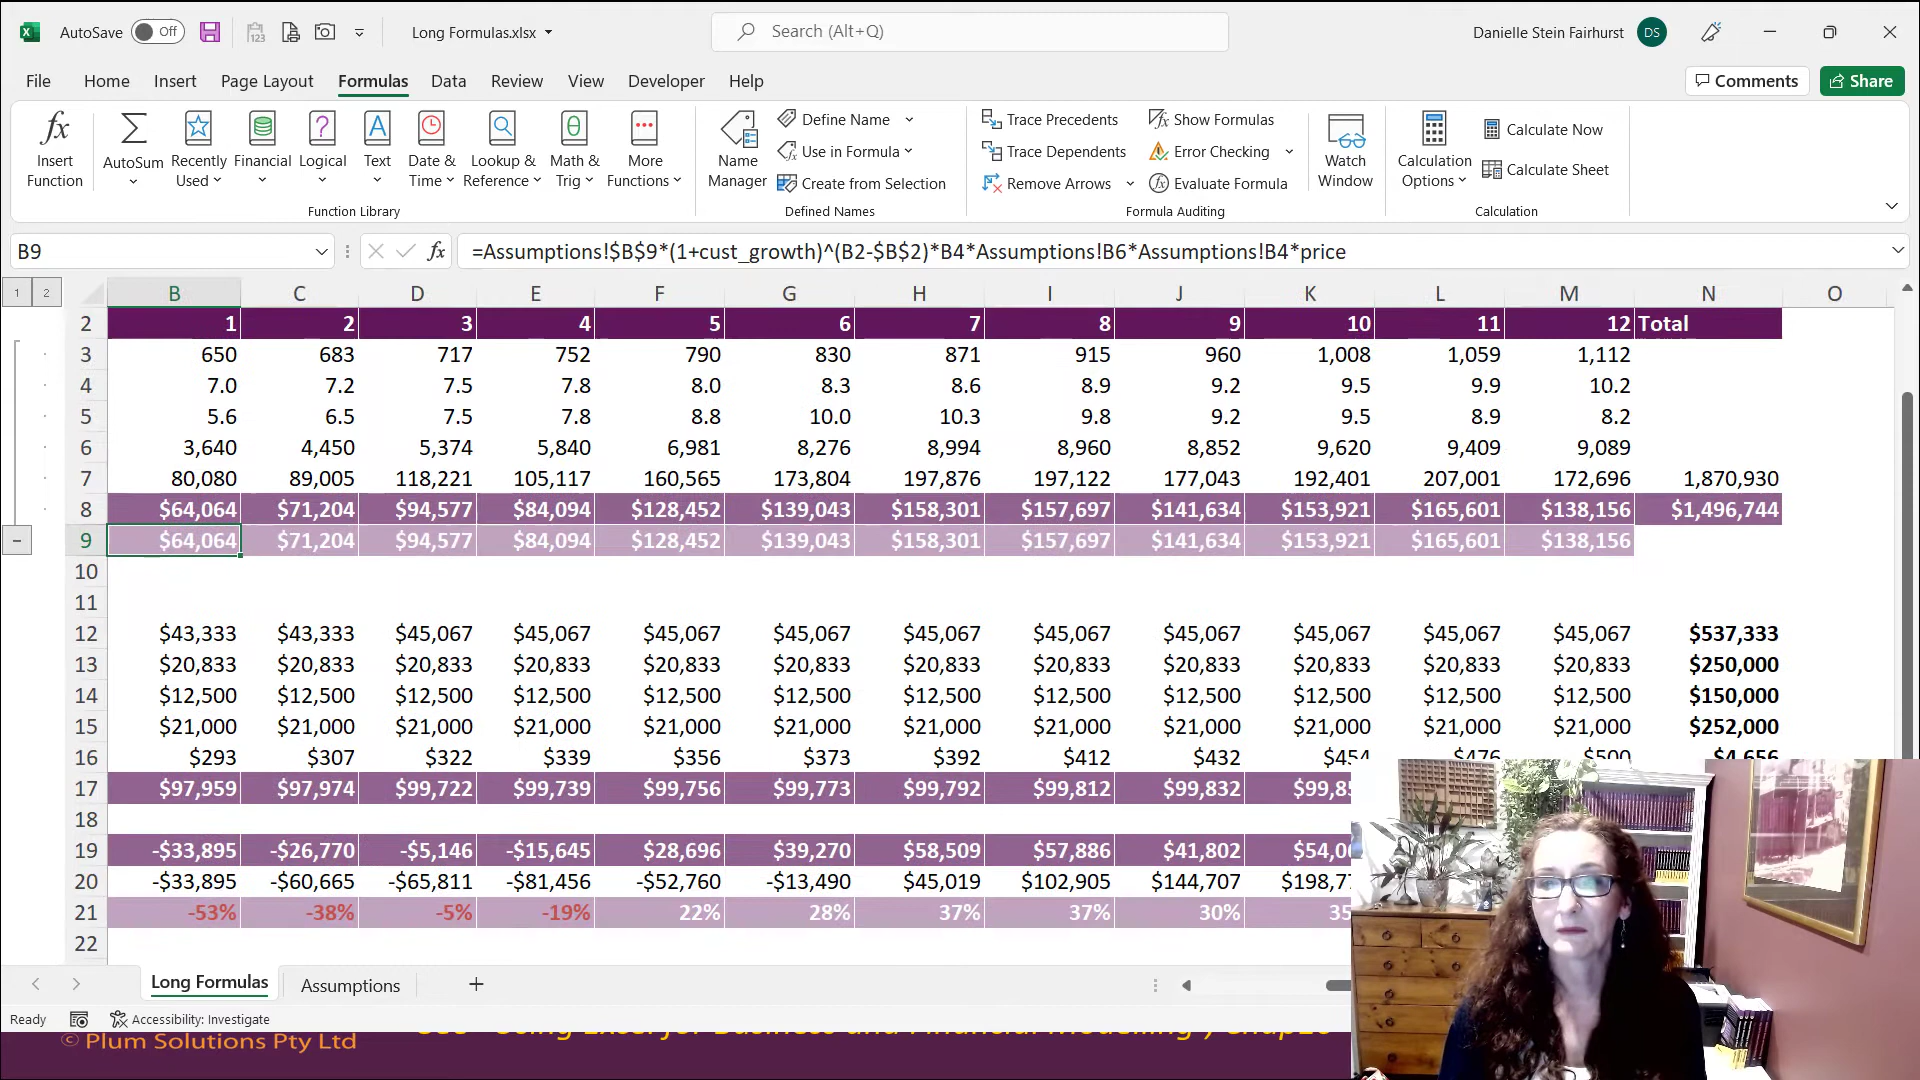 AutoSave Off Long Formulas.xlsx Search (Alt+Q) Danielle Stein Fairhurst DS
File Home Insert Page Layout Formulas Data Review View Developer Help Comments Share
Insert Function AutoSum Recently Used Financial Logical Text Date & Time Lookup & Reference Math & Trig More Functions
Function Library
Name Manager Define Name Use in Formula Create from Selection
Defined Names
Trace Precedents Trace Dependents Remove Arrows Show Formulas Error Checking Evaluate Formula
Formula Auditing
Watch Window
Calculation Options Calculate Now Calculate Sheet
Calculation
B9 fx =Assumptions!$B$9*(1+cust_growth)^(B2-$B$2)*B4*Assumptions!B6*Assumptions!B4*price
1 2 B C D E F G H I J K L M N O
2 1 2 3 4 5 6 7 8 9 10 11 12 Total
3 650 683 717 752 790 830 871 915 960 1,008 1,059 1,112
4 7.0 7.2 7.5 7.8 8.0 8.3 8.6 8.9 9.2 9.5 9.9 10.2
5 5.6 6.5 7.5 7.8 8.8 10.0 10.3 9.8 9.2 9.5 8.9 8.2
6 3,640 4,450 5,374 5,840 6,981 8,276 8,994 8,960 8,852 9,620 9,409 9,089
7 80,080 89,005 118,221 105,117 160,565 173,804 197,876 197,122 177,043 192,401 207,001 172,696 1,870,930
8 $64,064 $71,204 $94,577 $84,094 $128,452 $139,043 $158,301 $157,697 $141,634 $153,921 $165,601 $138,156 $1,496,744
9 $64,064 $71,204 $94,577 $84,094 $128,452 $139,043 $158,301 $157,697 $141,634 $153,921 $165,601 $138,156
10
11
12 $43,333 $43,333 $45,067 $45,067 $45,067 $45,067 $45,067 $45,067 $45,067 $45,067 $45,067 $45,067 $537,333
13 $20,833 $20,833 $20,833 $20,833 $20,833 $20,833 $20,833 $20,833 $20,833 $20,833 $20,833 $20,833 $250,000
14 $12,500 $12,500 $12,500 $12,500 $12,500 $12,500 $12,500 $12,500 $12,500 $12,500 $12,500 $12,500 $150,000
15 $21,000 $21,000 $21,000 $21,000 $21,000 $21,000 $21,000 $21,000 $21,000 $21,000 $21,000 $21,000 $252,000
16 $293 $307 $322 $339 $356 $373 $392 $412 $432 $454 $476 $500 $4,656
17 $97,959 $97,974 $99,722 $99,739 $99,756 $99,773 $99,792 $99,812 $99,832 $99,85
18
19 -$33,895 -$26,770 -$5,146 -$15,645 $28,696 $39,270 $58,509 $57,886 $41,802 $54,0
20 -$33,895 -$60,665 -$65,811 -$81,456 -$52,760 -$13,490 $45,019 $102,905 $144,707 $198,7
21 -53% -38% -5% -19% 22% 28% 37% 37% 30% 35
22
Long Formulas Assumptions
Ready Accessibility: Investigate
© Plum Solutions Pty Ltd